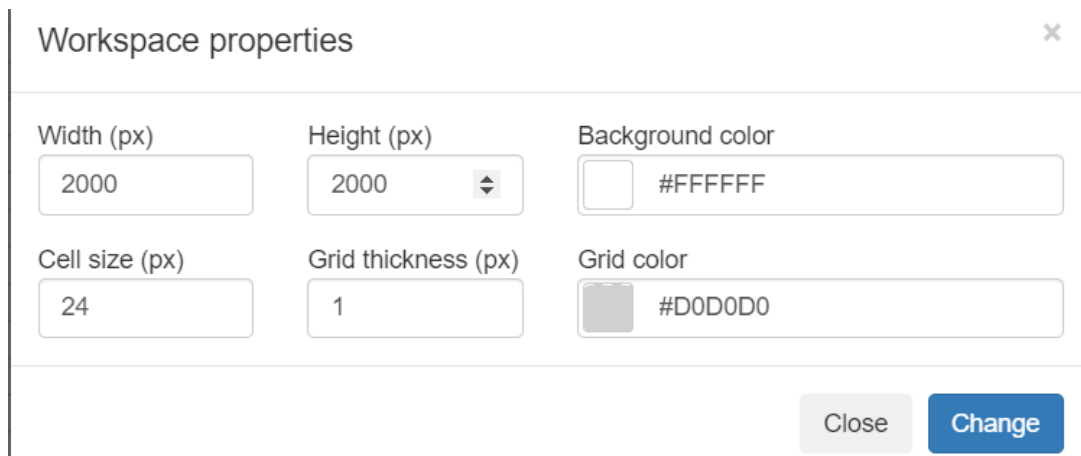 Workspace properties ×
Width (px) Height (px) Background color
2000 2000 #FFFFFF
Cell size (px) Grid thickness (px) Grid color
24 1 #D0D0D0
Close Change